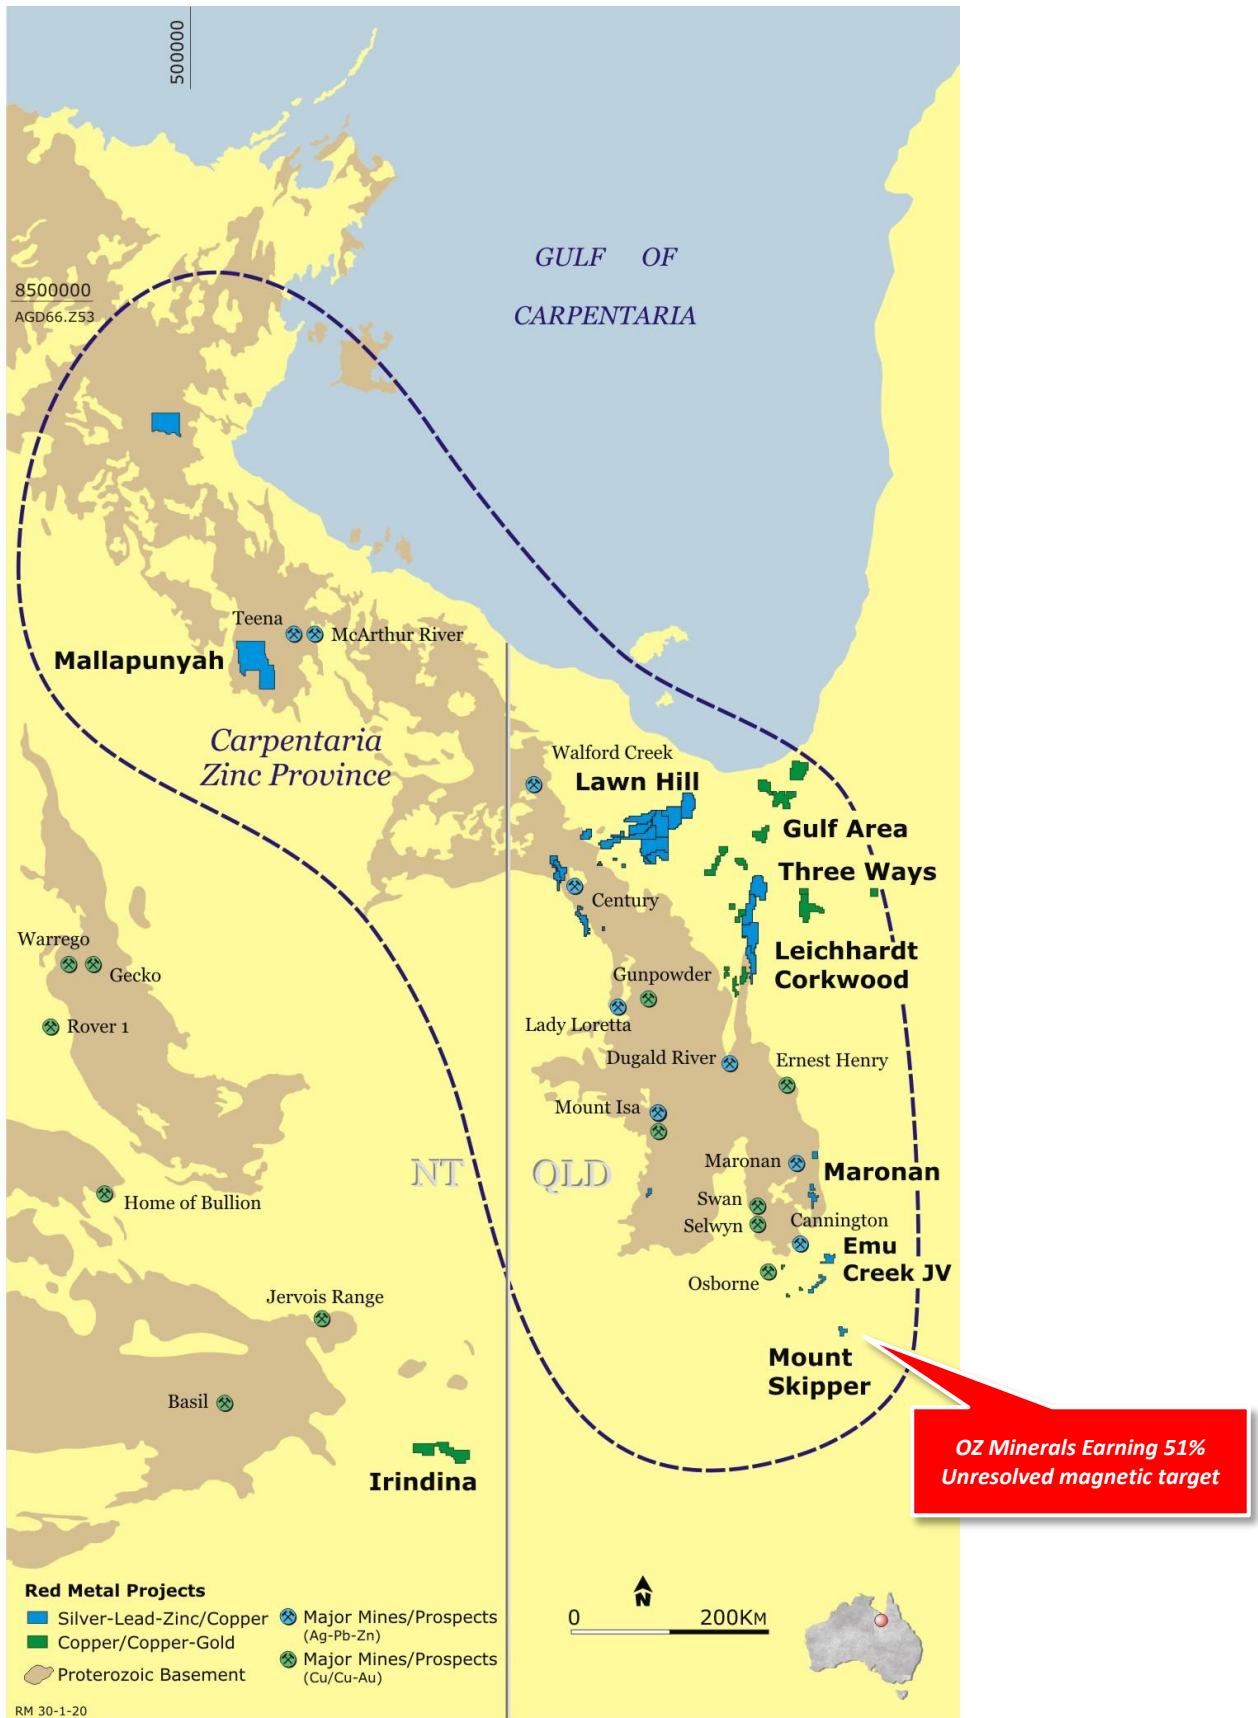 500000
GULF OF
CARPENTARIA
8500000
AGD66.Z53
Teena
McArthur River
Mallapunyah
Carpentaria
Zinc Province
Walford Creek
Lawn Hill
Gulf Area
Three Ways
Century
Leichhardt
Corkwood
Warrego
Gecko
Gunpowder
Rover 1
Lady Loretta
Dugald River
Ernest Henry
Mount Isa
NT
QLD
Maronan
Maronan
Home of Bullion
Swan
Selwyn
Cannington
Emu
Creek JV
Osborne
Jervois Range
Mount
Skipper
Basil
OZ Minerals Earning 51%
Unresolved magnetic target
Irindina
Red Metal Projects
Silver-Lead-Zinc/Copper
Copper/Copper-Gold
Proterozoic Basement
Major Mines/Prospects
(Ag-Pb-Zn)
Major Mines/Prospects
(Cu/Cu-Au)
N
0 200KM
RM 30-1-20